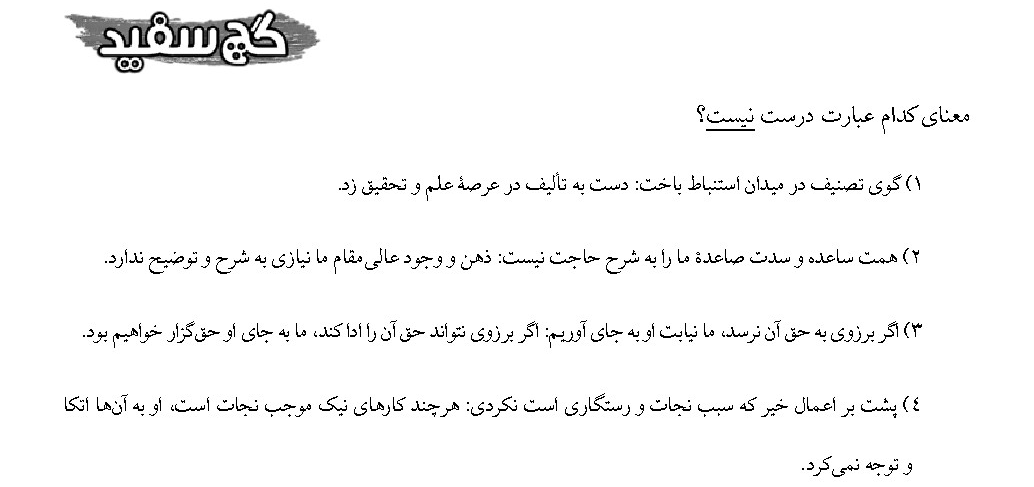 گچ سفید
معنای کدام عبارت درست نیست؟
۱) گوی تصنیف در میدان استنباط باخت: دست به تألیف در عرصهٔ علم و تحقیق زد.
۲) همت ساعده و سدت صاعدهٔ ما را به شرح حاجت نیست: ذهن و وجود عالی‌مقام ما نیازی به شرح و توضیح ندارد.
۳) اگر برزوی به حق آن نرسد، ما نیابت او به جای آوریم: اگر برزوی نتواند حق آن را ادا کند، ما به جای او حق‌گزار خواهیم بود.
٤) پشت بر اعمال خیر که سبب نجات و رستگاری است نکردی: هرچند کارهای نیک موجب نجات است، او به آن‌ها اتکا
و توجه نمی‌کرد.